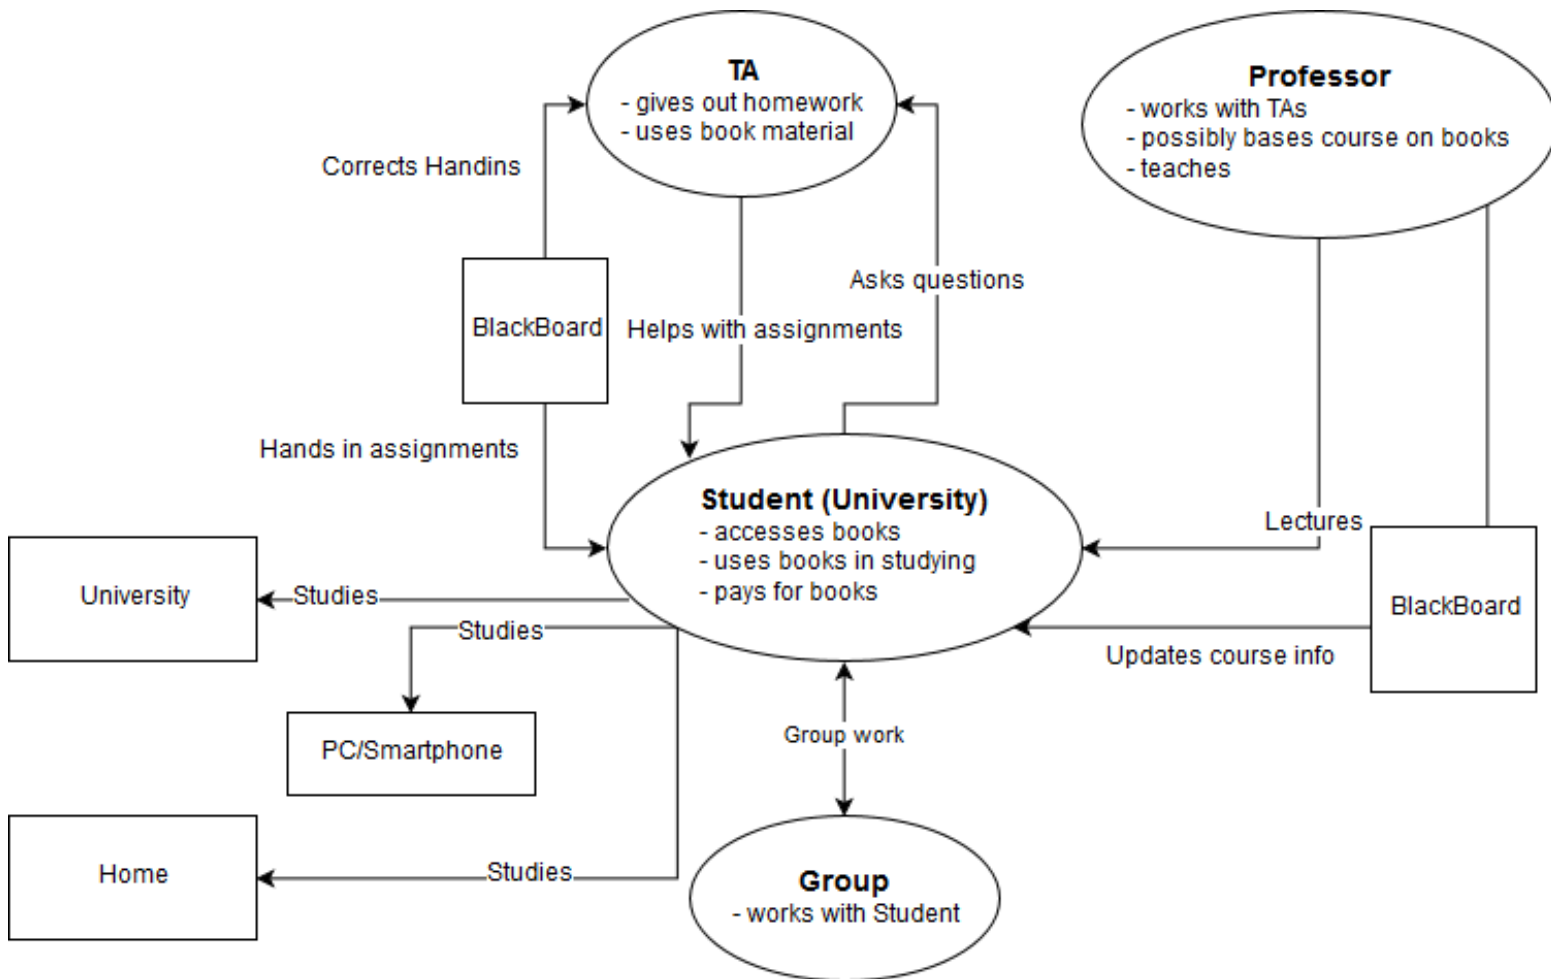 TA
- gives out homework
- uses book material
Professor
- works with TAs
- possibly bases course on books
- teaches
Corrects Handins
Asks questions
BlackBoard
Helps with assignments
Hands in assignments
Student (University)
- accesses books
- uses books in studying
- pays for books
Lectures
University
Studies
BlackBoard
Studies
Updates course info
PC/Smartphone
Group work
Home
Studies
Group
- works with Student